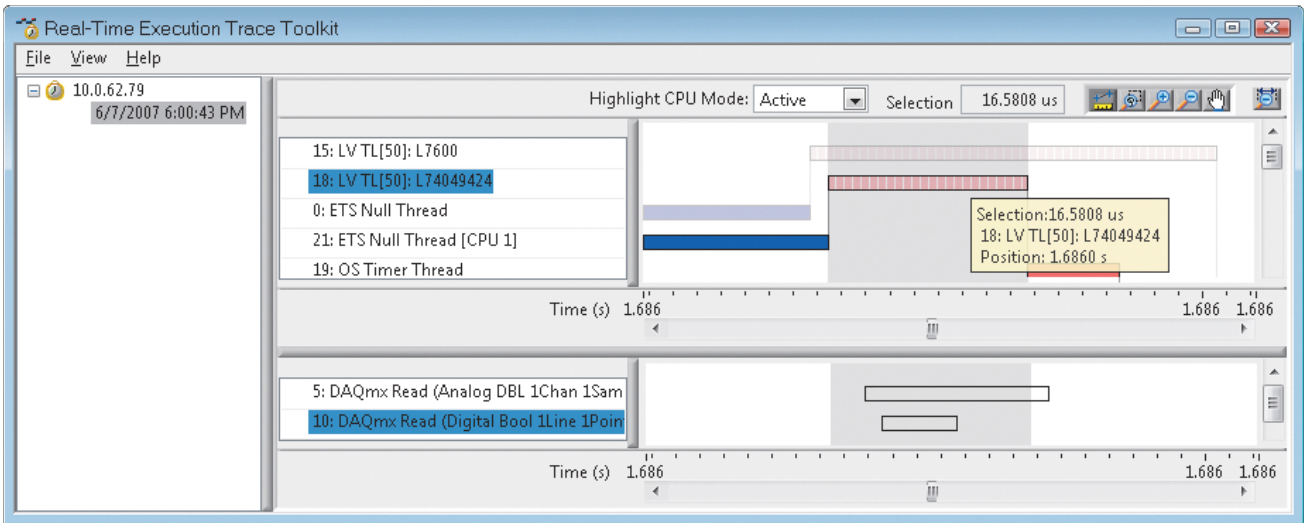 Real-Time Execution Trace Toolkit
File View Help
10.0.62.79
6/7/2007 6:00:43 PM
Highlight CPU Mode: Active Selection 16.5808 us
15: LV TL[50]: L7600
18: LV TL[50]: L74049424
0: ETS Null Thread
21: ETS Null Thread [CPU 1]
19: OS Timer Thread
Selection:16.5808 us
18: LV TL[50]: L74049424
Position: 1.6860 s
Time (s) 1.686 1.686 1.686
5: DAQmx Read (Analog DBL 1Chan 1Sam
10: DAQmx Read (Digital Bool 1Line 1Poin
Time (s) 1.686 1.686 1.686